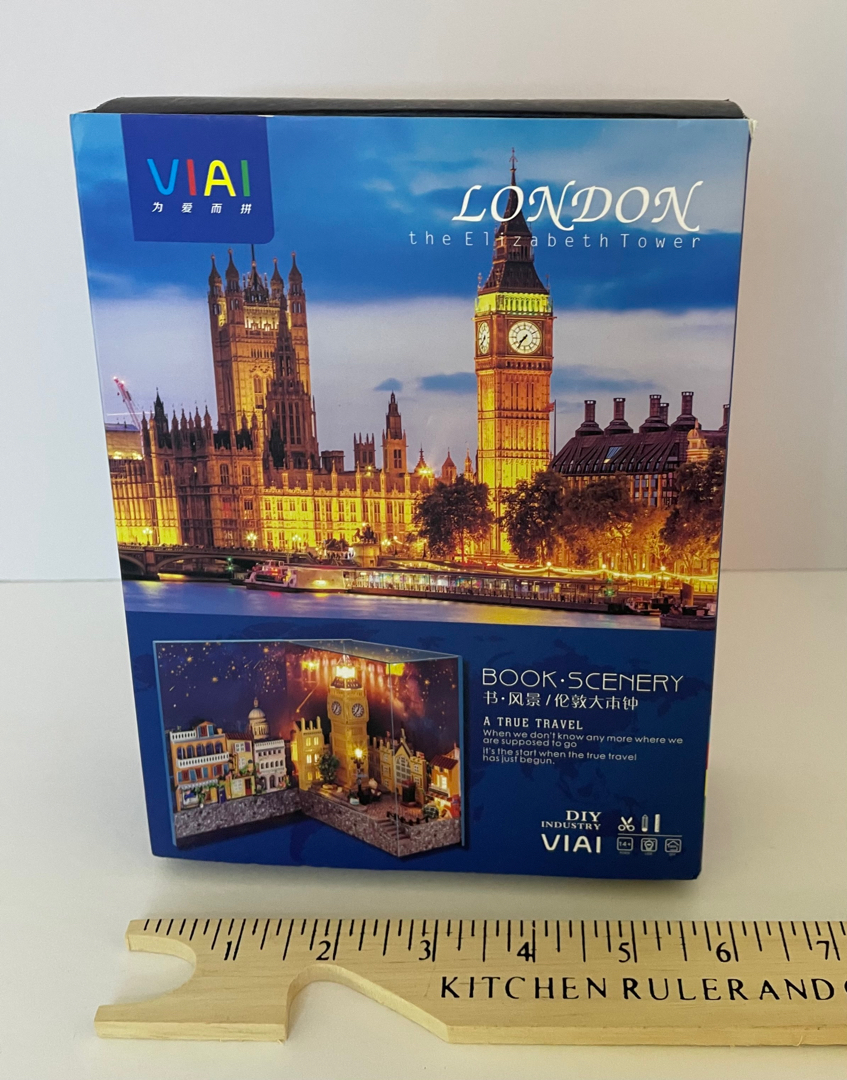 VIAI
为爱而拼
LONDON
the Elizabeth Tower
BOOK·SCENERY
书·风景/伦敦大本钟
A TRUE TRAVEL
When we don't know any more where we
are supposed to go
it's the start when the true travel
has just begun.
DIY
INDUSTRY
VIAI
14+
1 2 3 4 5 6 7
KITCHEN RULER AND